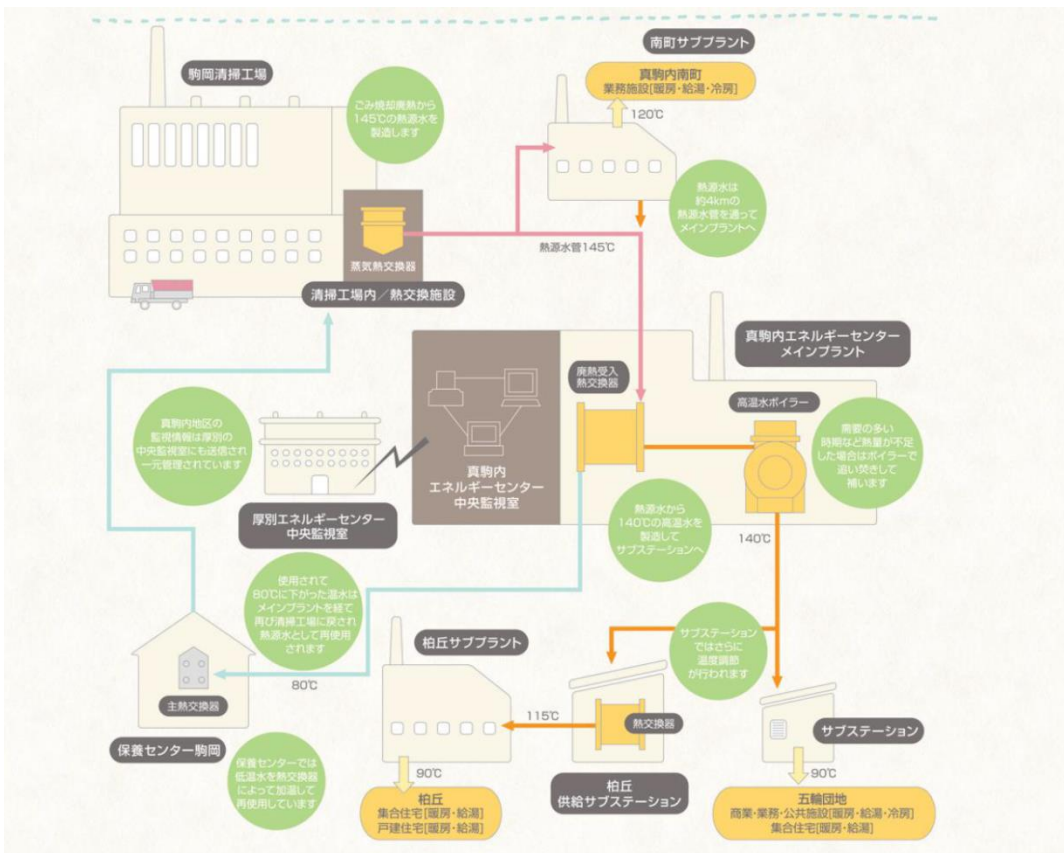 南町サブプラント
駒岡清掃工場
真駒内南町
業務施設[暖房・給湯・冷房]
120℃
ごみ焼却廃熱から
145℃の熱源水を
製造します
熱源水は
約4kmの
熱源水管を通って
メインプラントへ
熱源水管145℃
蒸気熱交換器
清掃工場内／熱交換施設
真駒内エネルギーセンター
メインプラント
廃熱受入
熱交換器
高温水ボイラー
真駒内地区の
監視情報は厚別の
中央監視室にも送信され
一元管理されています
需要の多い
時期など熱量が不足
した場合はボイラーで
追い焚きして
補います
真駒内
エネルギーセンター
中央監視室
厚別エネルギーセンター
中央監視室
熱源水から
140℃の高温水を
製造して
サブステーションへ
140℃
使用されて
80℃に下がった温水は
メインプラントを経て
再び清掃工場に戻され
熱源水として再使用
されます
柏丘サブプラント
サブステーション
ではさらに
温度調節
が行われます
80℃
主熱交換器
115℃
熱交換器
サブステーション
保養センター駒岡
保養センターでは
低温水を熱交換器
によって加温して
再使用しています
90℃
柏丘
供給サブステーション
90℃
柏丘
集合住宅[暖房・給湯]
戸建住宅[暖房・給湯]
五輪団地
商業・業務・公共施設[暖房・給湯・冷房]
集合住宅[暖房・給湯]